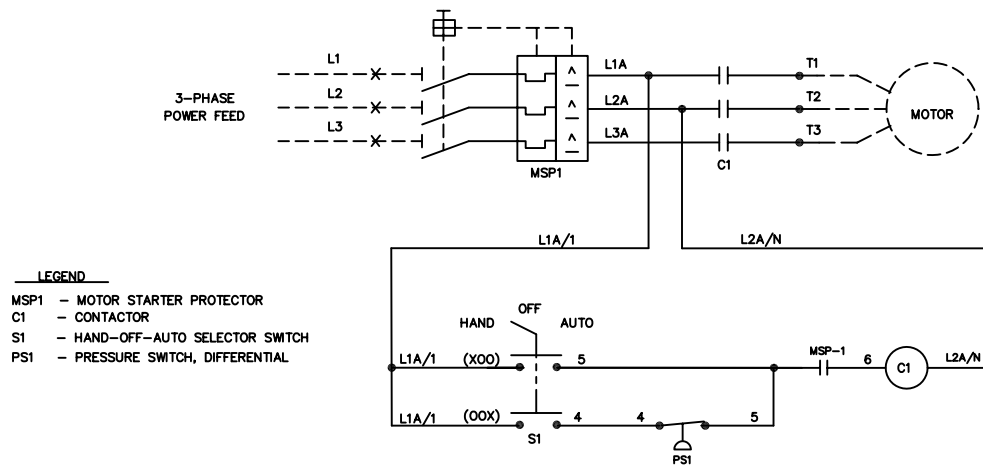 L1
L2
L3
3-PHASE
POWER FEED
L1A
L2A
L3A
MSP1
T1
T2
T3
C1
MOTOR
L1A/1
L2A/N
LEGEND
MSP1 - MOTOR STARTER PROTECTOR
C1 - CONTACTOR
S1 - HAND-OFF-AUTO SELECTOR SWITCH
PS1 - PRESSURE SWITCH, DIFFERENTIAL
OFF
HAND AUTO
L1A/1 (XOO) 5 MSP-1 6 C1 L2A/N
L1A/1 (OOX) 4 4 5
S1
PS1